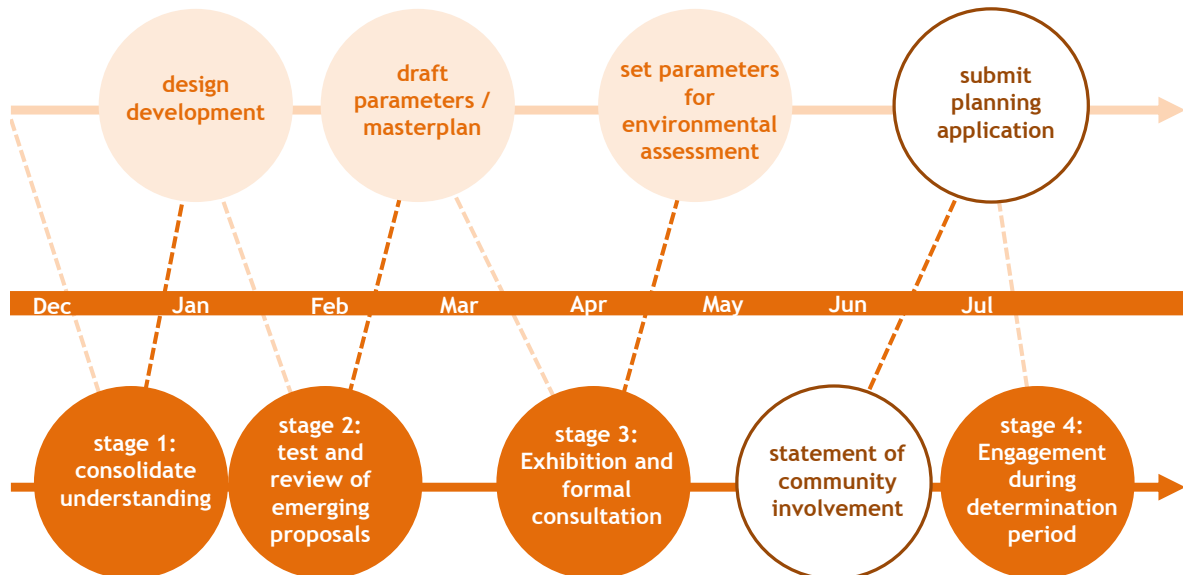 design
development
draft
parameters /
masterplan
set parameters
for
environmental
assessment
submit
planning
application
Dec Jan Feb Mar Apr May Jun Jul
stage 1:
consolidate
understanding
stage 2:
test and
review of
emerging
proposals
stage 3:
Exhibition and
formal
consultation
statement of
community
involvement
stage 4:
Engagement
during
determination
period